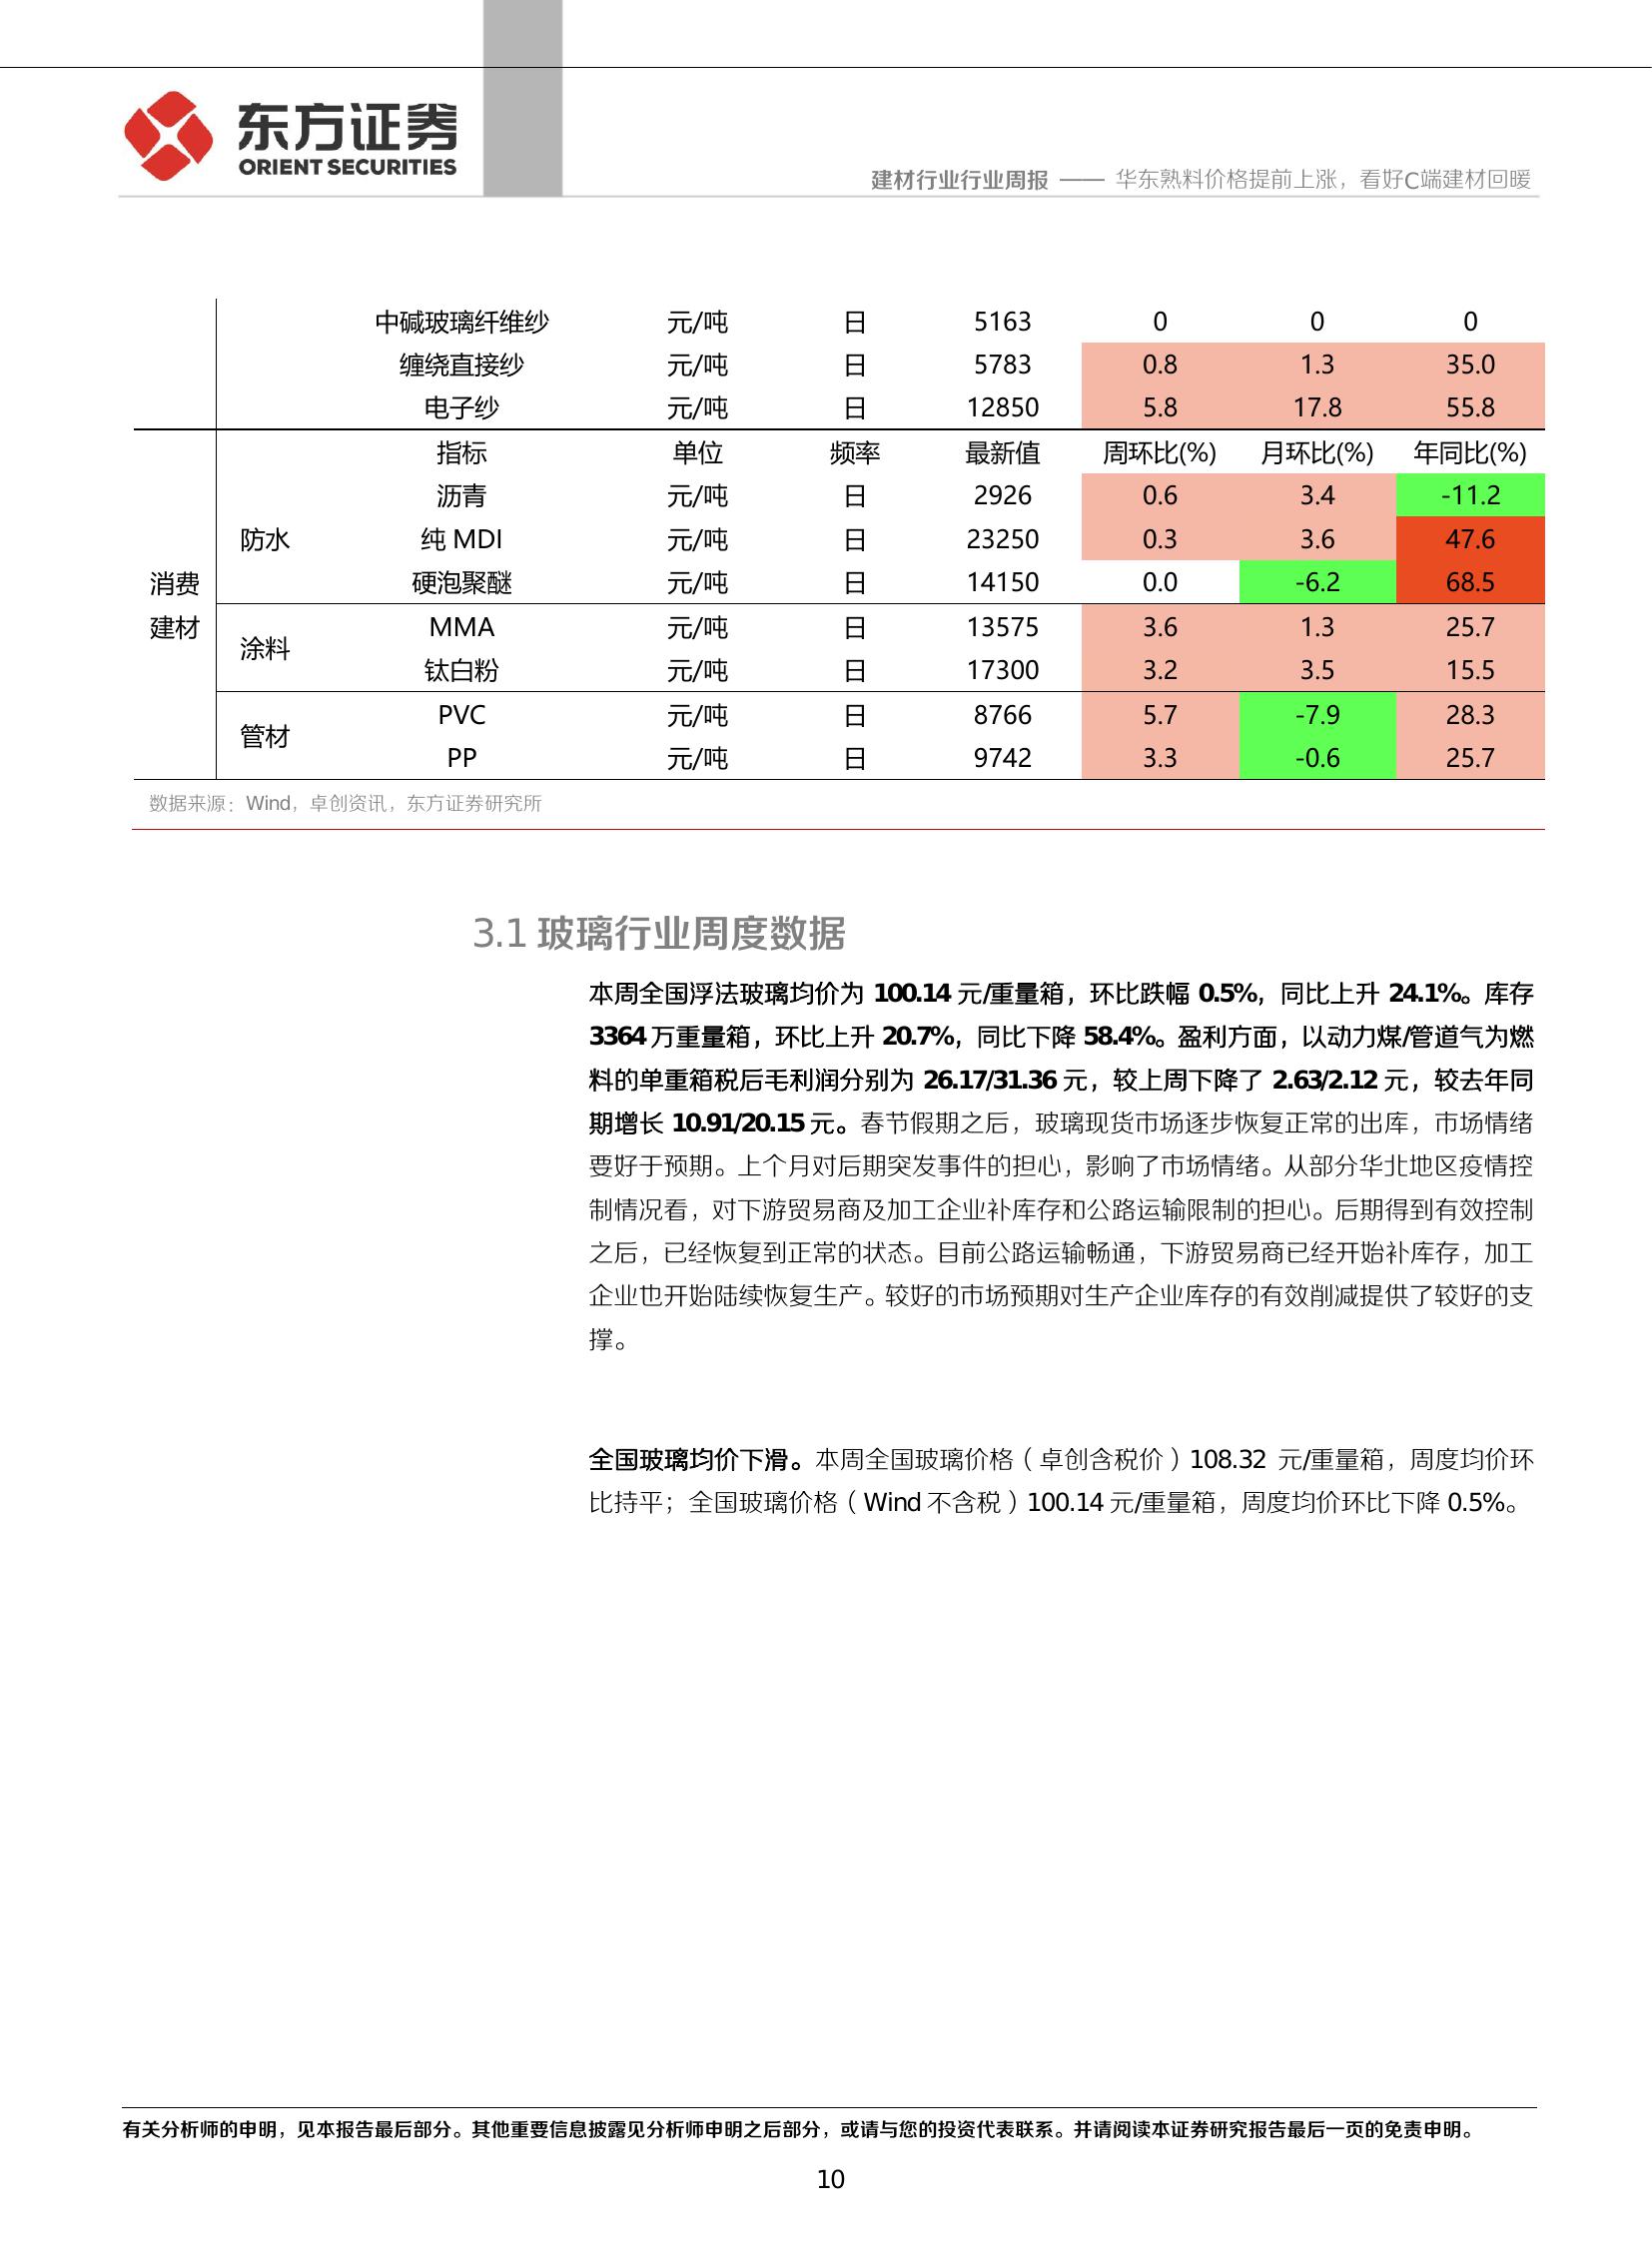 东方证券
ORIENT SECURITIES
建材行业行业周报 —— 华东熟料价格提前上涨，看好C端建材回暖
中碱玻璃纤维纱 元/吨 日 5163 0 0 0
缠绕直接纱 元/吨 日 5783 0.8 1.3 35.0
电子纱 元/吨 日 12850 5.8 17.8 55.8
消费建材
指标 单位 频率 最新值 周环比(%) 月环比(%) 年同比(%)
防水
沥青 元/吨 日 2926 0.6 3.4 -11.2
纯 MDI 元/吨 日 23250 0.3 3.6 47.6
硬泡聚醚 元/吨 日 14150 0.0 -6.2 68.5
涂料
MMA 元/吨 日 13575 3.6 1.3 25.7
钛白粉 元/吨 日 17300 3.2 3.5 15.5
管材
PVC 元/吨 日 8766 5.7 -7.9 28.3
PP 元/吨 日 9742 3.3 -0.6 25.7
数据来源：Wind，卓创资讯，东方证券研究所
3.1 玻璃行业周度数据
本周全国浮法玻璃均价为 100.14 元/重量箱，环比跌幅 0.5%，同比上升 24.1%。库存
3364 万重量箱，环比上升 20.7%，同比下降 58.4%。盈利方面，以动力煤/管道气为燃
料的单重箱税后毛利润分别为 26.17/31.36 元，较上周下降了 2.63/2.12 元，较去年同
期增长 10.91/20.15 元。春节假期之后，玻璃现货市场逐步恢复正常的出库，市场情绪
要好于预期。上个月对后期突发事件的担心，影响了市场情绪。从部分华北地区疫情控
制情况看，对下游贸易商及加工企业补库存和公路运输限制的担心。后期得到有效控制
之后，已经恢复到正常的状态。目前公路运输畅通，下游贸易商已经开始补库存，加工
企业也开始陆续恢复生产。较好的市场预期对生产企业库存的有效削减提供了较好的支
撑。
全国玻璃均价下滑。本周全国玻璃价格（卓创含税价）108.32 元/重量箱，周度均价环
比持平；全国玻璃价格（Wind 不含税）100.14 元/重量箱，周度均价环比下降 0.5%。
有关分析师的申明，见本报告最后部分。其他重要信息披露见分析师申明之后部分，或请与您的投资代表联系。并请阅读本证券研究报告最后一页的免责申明。
10